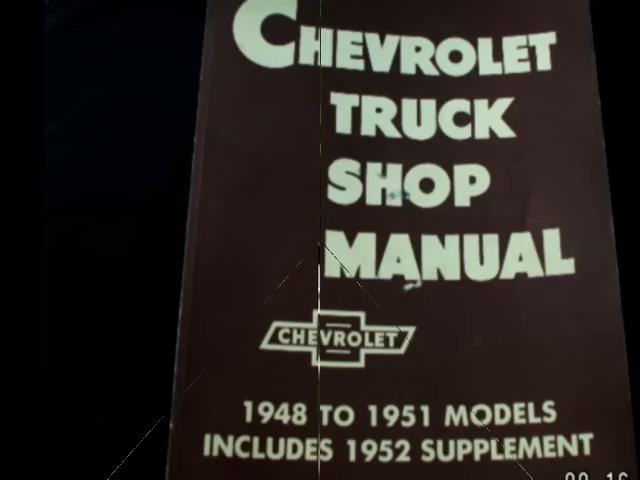 CHEVROLET
TRUCK
SHOP
MANUAL
CHEVROLET
1948 TO 1951 MODELS
INCLUDES 1952 SUPPLEMENT